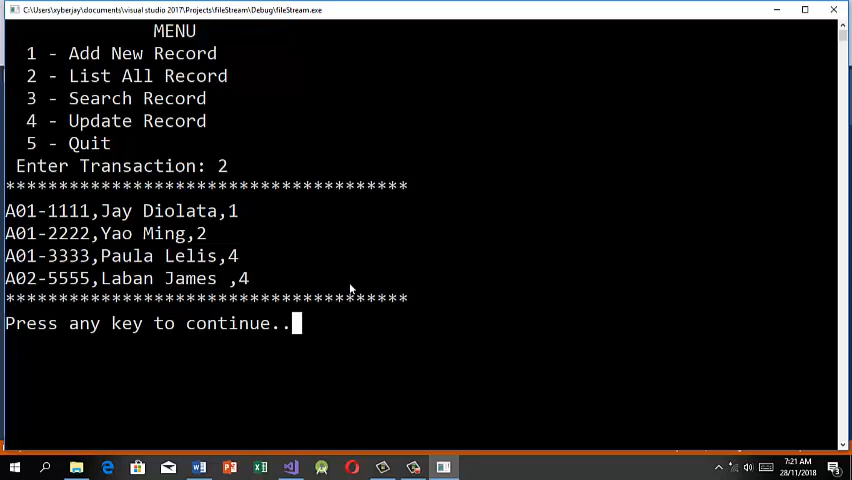 C:\Users\xyberjay\documents\visual studio 2017\Projects\fileStream\Debug\fileStream.exe
MENU
1 - Add New Record
2 - List All Record
3 - Search Record
4 - Update Record
5 - Quit
Enter Transaction: 2
**************************************
A01-1111,Jay Diolata,1
A01-2222,Yao Ming,2
A01-3333,Paula Lelis,4
A02-5555,Laban James ,4
**************************************
Press any key to continue..
7:21 AM
28/11/2018
3